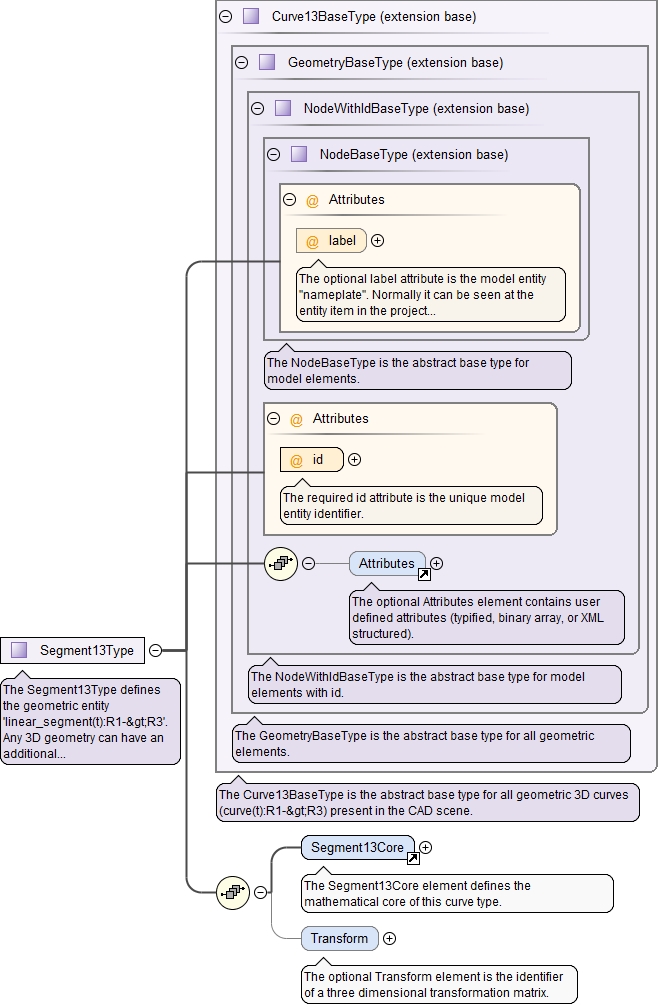 Curve13BaseType (extension base)
GeometryBaseType (extension base)
NodeWithIdBaseType (extension base)
NodeBaseType (extension base)
@ Attributes
@ label
The optional label attribute is the model entity
"nameplate". Normally it can be seen at the
entity item in the project...
The NodeBaseType is the abstract base type for
model elements.
@ Attributes
@ id
The required id attribute is the unique model
entity identifier.
Attributes
The optional Attributes element contains user
defined attributes (typified, binary array, or XML
structured).
Segment13Type
The Segment13Type defines
the geometric entity
'linear_segment(t):R1-&gt;R3'.
Any 3D geometry can have an
additional...
The NodeWithIdBaseType is the abstract base type for model
elements with id.
The GeometryBaseType is the abstract base type for all geometric
elements.
The Curve13BaseType is the abstract base type for all geometric 3D curves
(curve(t):R1-&gt;R3) present in the CAD scene.
Segment13Core
The Segment13Core element defines the
mathematical core of this curve type.
Transform
The optional Transform element is the identifier
of a three dimensional transformation matrix.